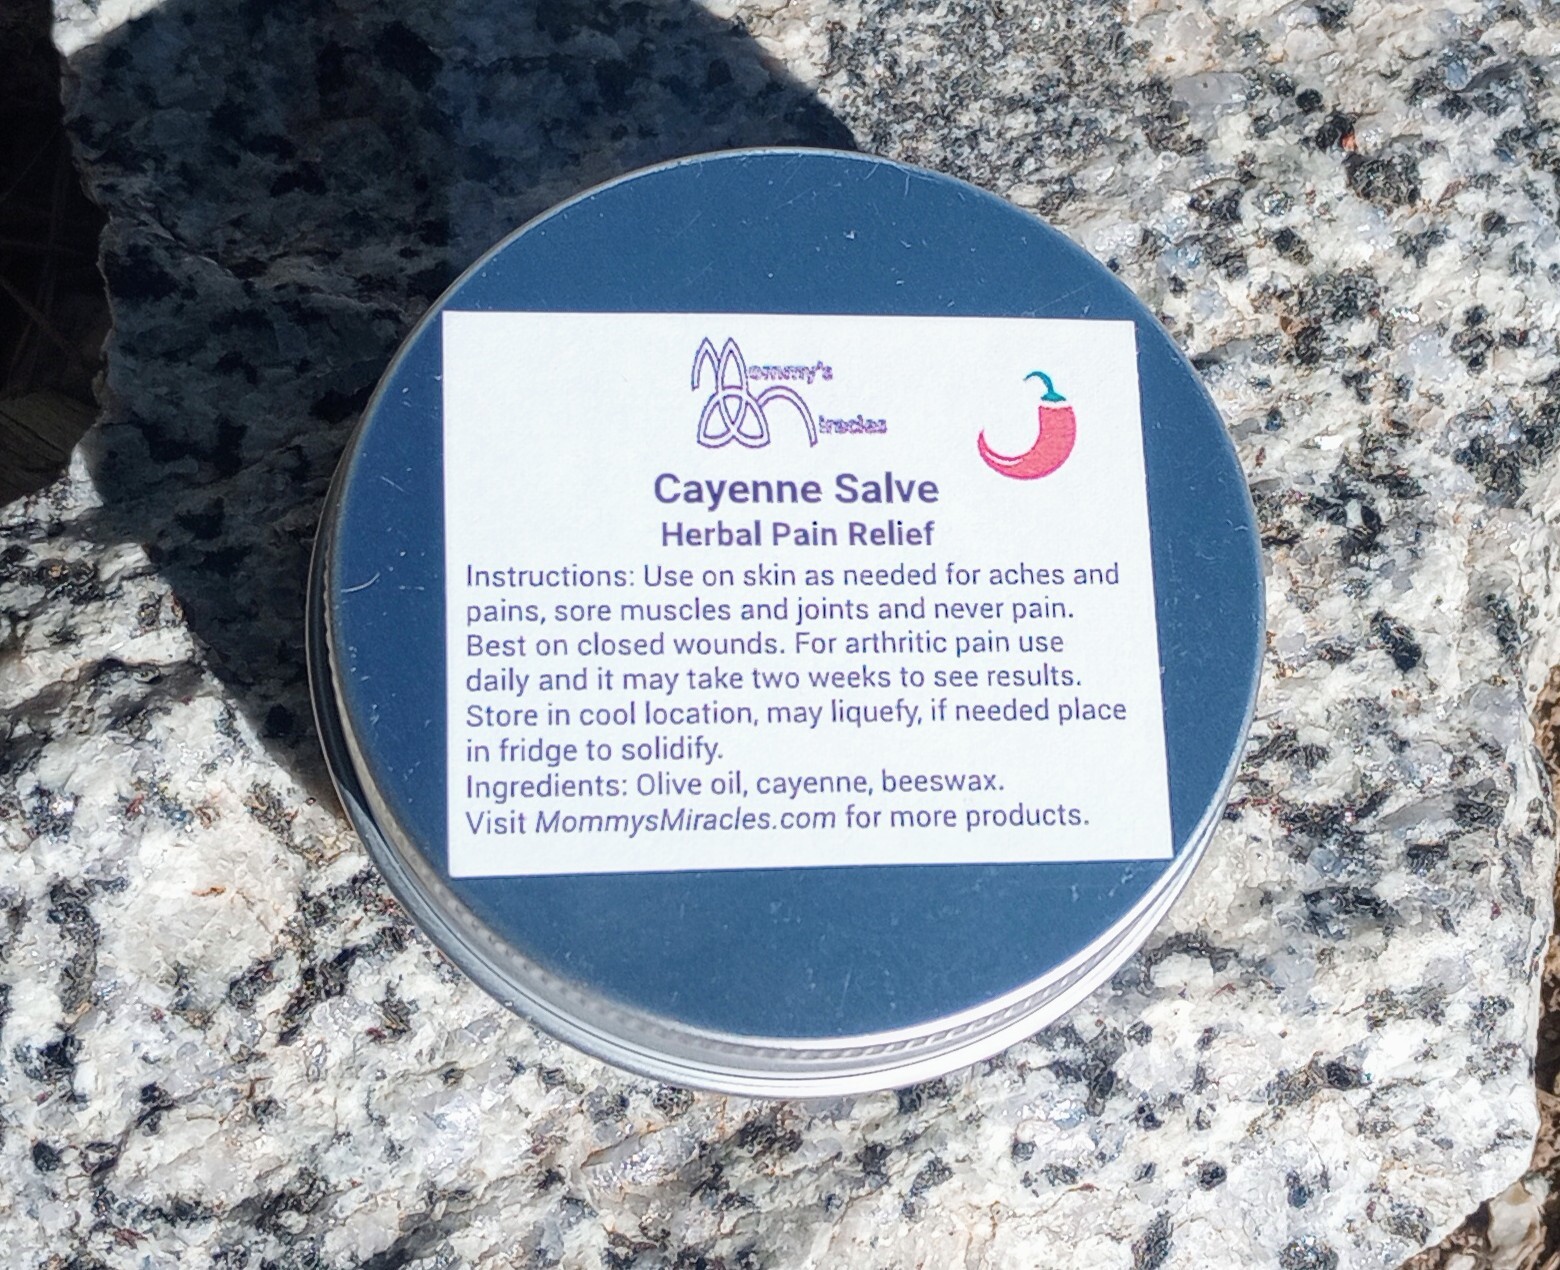 Mommy's
Miracles
Cayenne Salve
Herbal Pain Relief
Instructions: Use on skin as needed for aches and
pains, sore muscles and joints and never pain.
Best on closed wounds. For arthritic pain use
daily and it may take two weeks to see results.
Store in cool location, may liquefy, if needed place
in fridge to solidify.
Ingredients: Olive oil, cayenne, beeswax.
Visit MommysMiracles.com for more products.